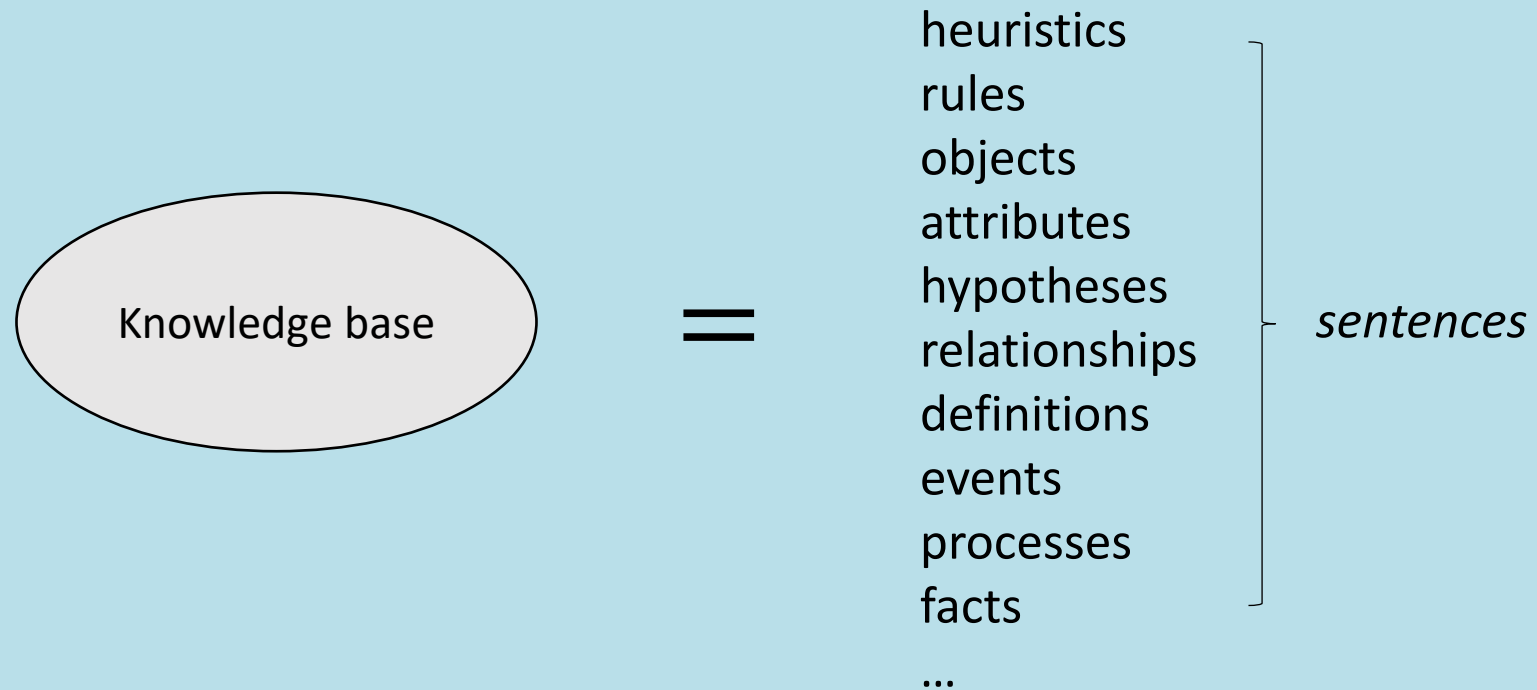 Knowledge base
=
heuristics
rules
objects
attributes
hypotheses
relationships
definitions
events
processes
facts
...
sentences